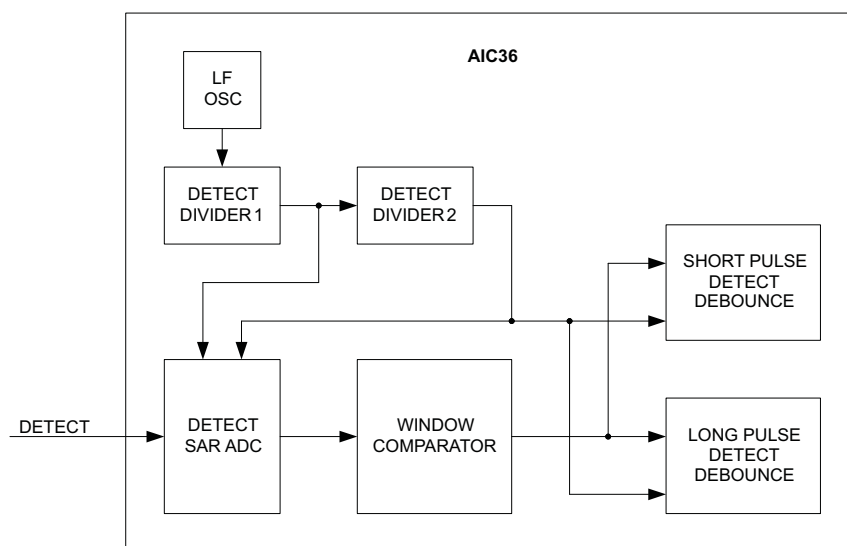 AIC36
LF
OSC
DETECT
DIVIDER 1
DETECT
DIVIDER 2
SHORT PULSE
DETECT
DEBOUNCE
DETECT
DETECT
SAR ADC
WINDOW
COMPARATOR
LONG PULSE
DETECT
DEBOUNCE